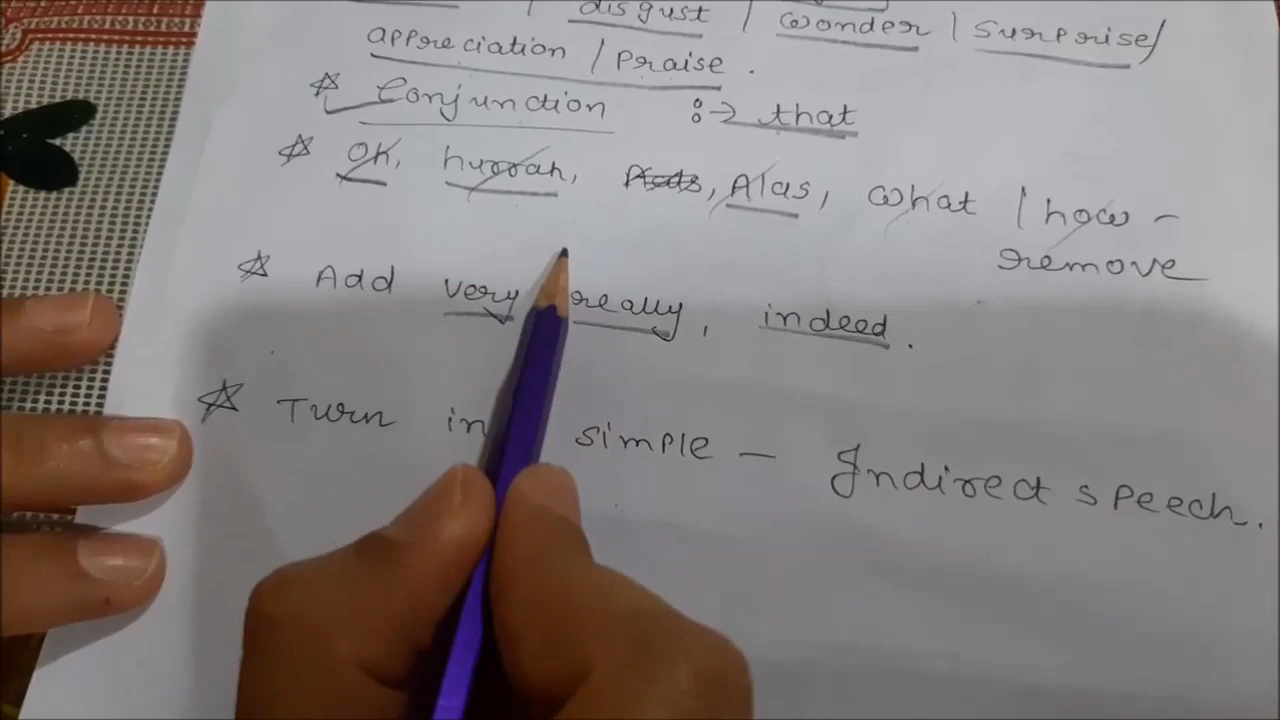 | disgust | wonder | surprise/
appreciation / praise.
☆ Conjunction :→ that
☆ Oh, hurrah, Alas, what | how -
remove
☆ Add very really, indeed.
☆ Turn in simple - Indirect speech.